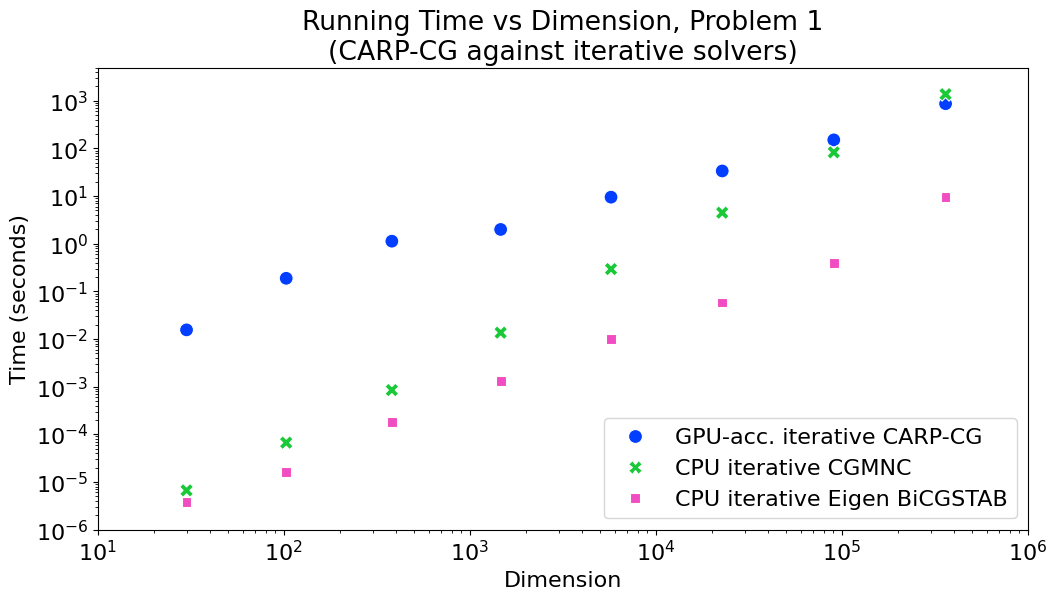 Running Time vs Dimension, Problem 1
(CARP-CG against iterative solvers)
Time (seconds)
10³
10²
10¹
10⁰
10⁻¹
10⁻²
10⁻³
10⁻⁴
10⁻⁵
10⁻⁶
GPU-acc. iterative CARP-CG
CPU iterative CGMNC
CPU iterative Eigen BiCGSTAB
10¹ 10² 10³ 10⁴ 10⁵ 10⁶
Dimension